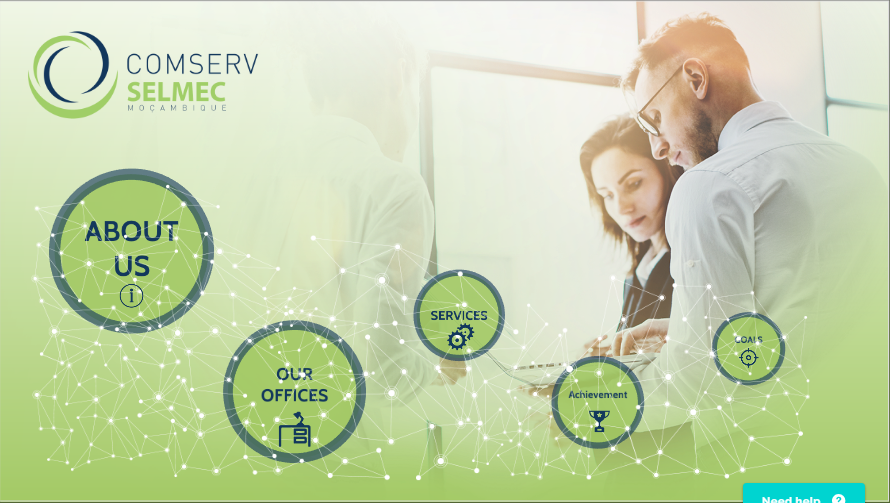 COMSERV
SELMEC
MOÇAMBIQUE
ABOUT
US
i
OUR
OFFICES
SERVICES
Achievement
GOALS
Need help ?